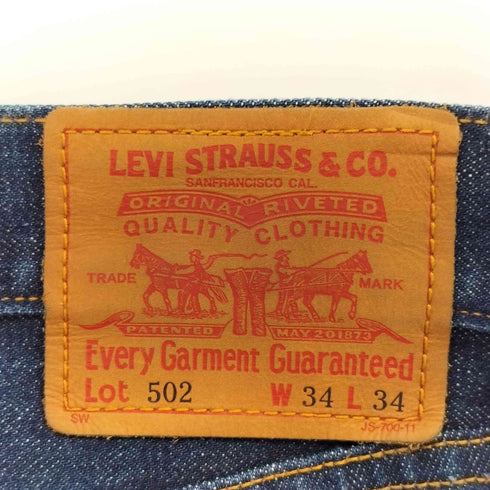 LEVI STRAUSS & CO.
SANFRANCISCO CAL.
ORIGINAL RIVETED
QUALITY CLOTHING
TRADE MARK
PATENTED MAY 20 1873
Every Garment Guaranteed
Lot 502 W 34 L 34
SW JS-700-11